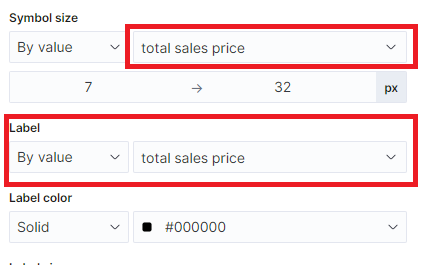 Symbol size
By value total sales price
7 → 32 px
Label
By value total sales price
Label color
Solid #000000